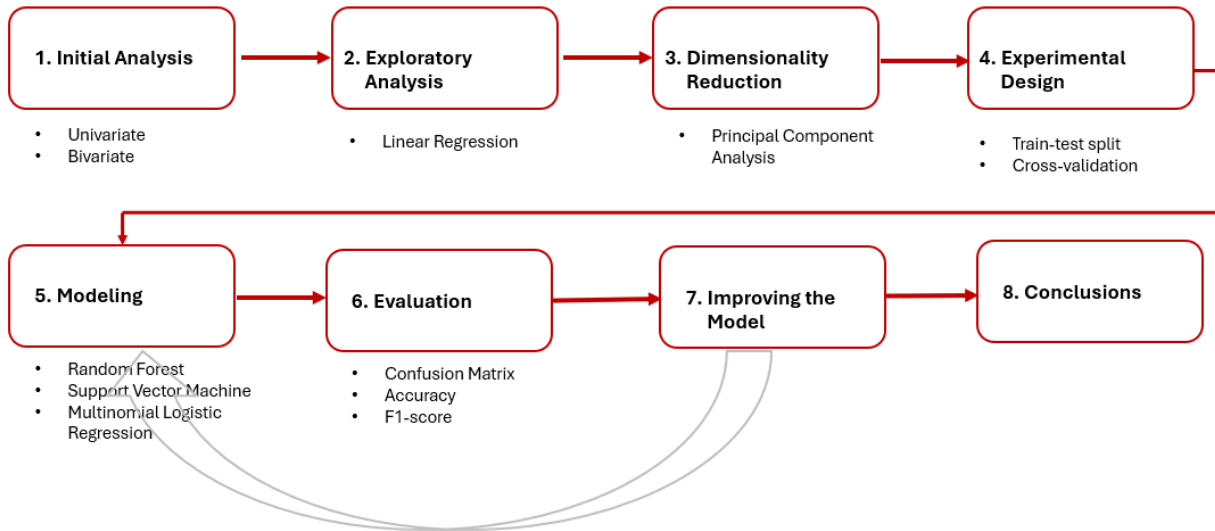 1. Initial Analysis
• Univariate
• Bivariate
2. Exploratory
Analysis
• Linear Regression
3. Dimensionality
Reduction
• Principal Component
Analysis
4. Experimental
Design
• Train-test split
• Cross-validation
5. Modeling
• Random Forest
• Support Vector Machine
• Multinomial Logistic
Regression
6. Evaluation
• Confusion Matrix
• Accuracy
• F1-score
7. Improving the
Model
8. Conclusions